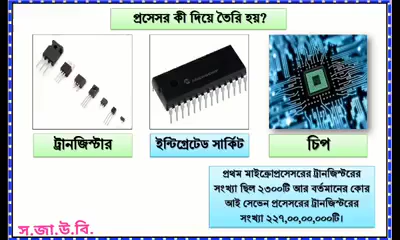 প্রসেসর কী দিয়ে তৈরি হয়?
ট্রানজিস্টার
ইন্টিগ্রেটেড সার্কিট
চিপ
প্রথম মাইক্রোপ্রসেসরের ট্রানজিস্টরের
সংখ্যা ছিল ২৩০০টি আর বর্তমানের কোর
আই সেভেন প্রসেসরের ট্রানজিস্টরের
সংখ্যা ২২৭,০০,০০,০০০টি।
স.জা.উ.বি.